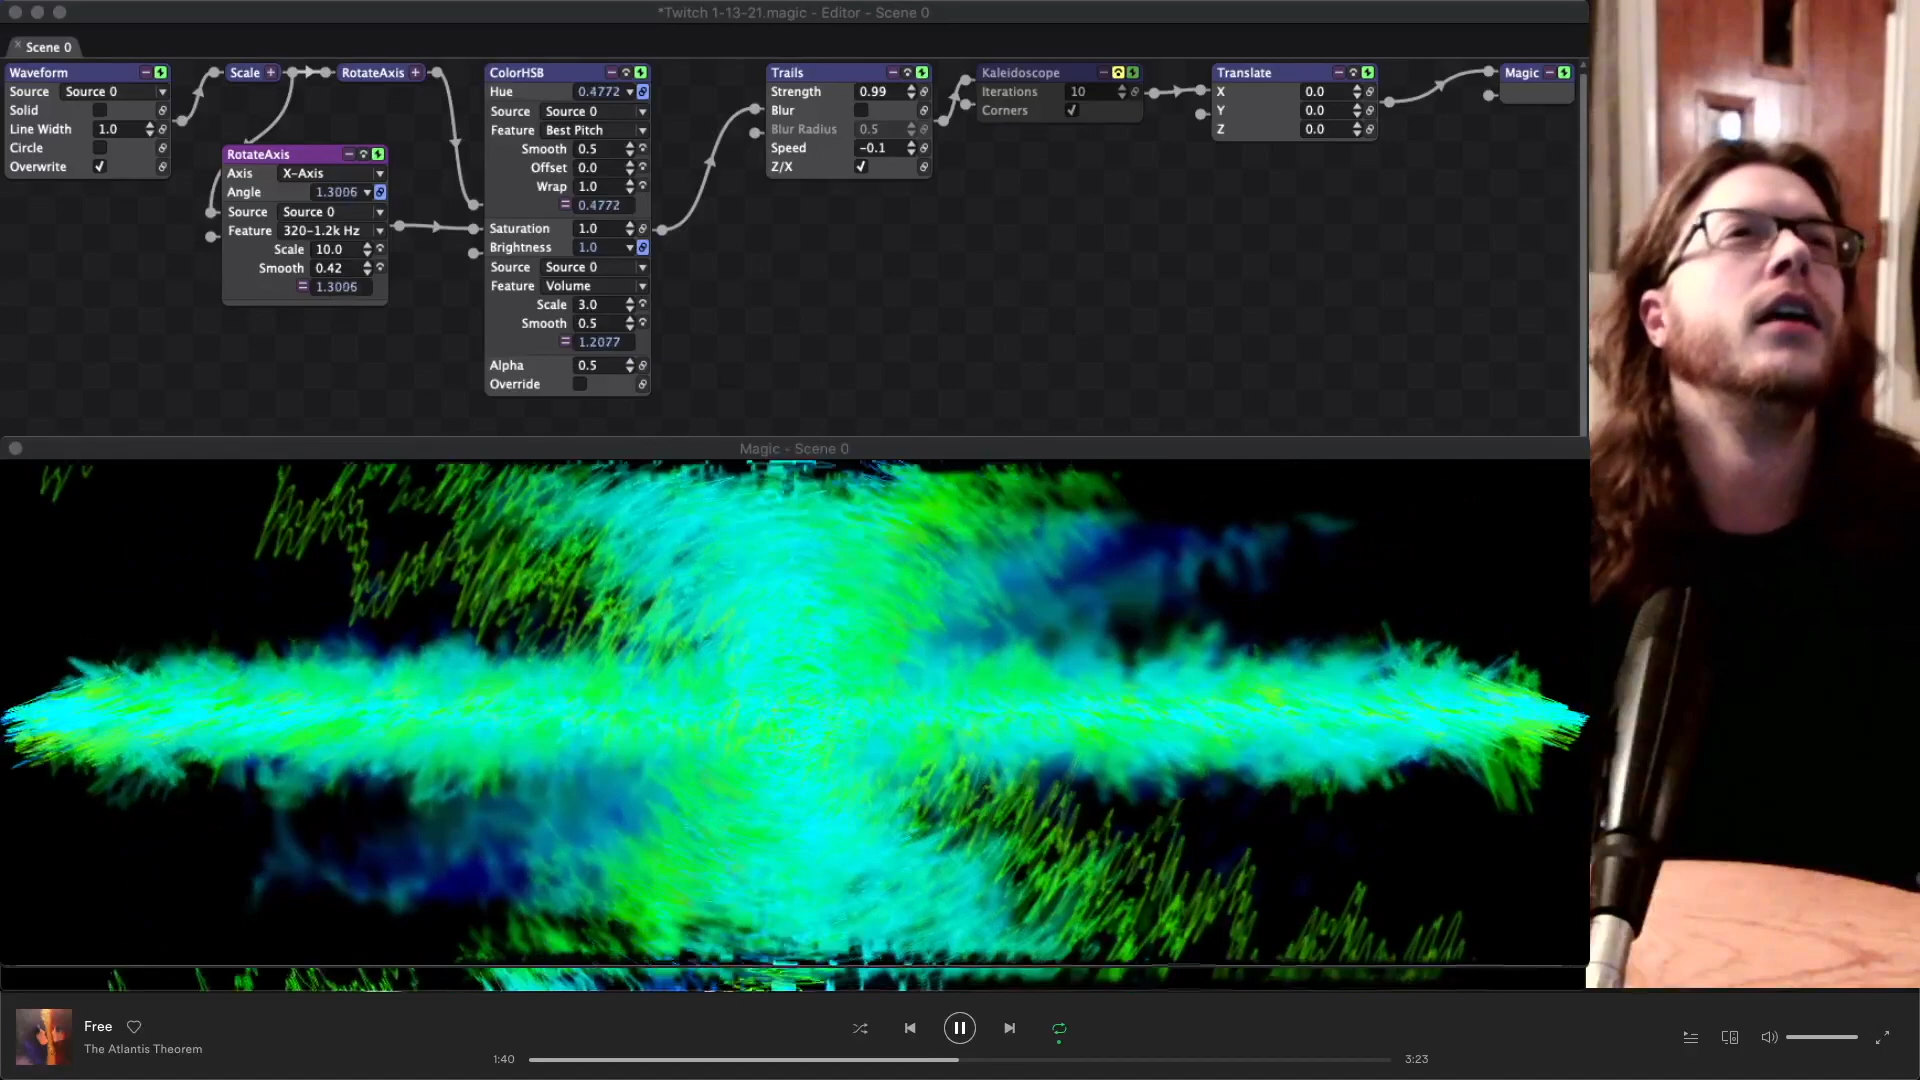 *Twitch 1-13-21.magic - Editor - Scene 0
Scene 0
Waveform
Source Source 0
Solid
Line Width 1.0
Circle
Overwrite
Scale
RotateAxis
RotateAxis
Axis X-Axis
Angle 1.3006
Source Source 0
Feature 320-1.2k Hz
Scale 10.0
Smooth 0.42
= 1.3006
ColorHSB
Hue 0.4772
Source Source 0
Feature Best Pitch
Smooth 0.5
Offset 0.0
Wrap 1.0
= 0.4772
Saturation 1.0
Brightness 1.0
Source Source 0
Feature Volume
Scale 3.0
Smooth 0.5
= 1.2077
Alpha 0.5
Override
Trails
Strength 0.99
Blur
Blur Radius 0.5
Speed -0.1
Z/X
Kaleidoscope
Iterations 10
Corners
Translate
X 0.0
Y 0.0
Z 0.0
Magic
Magic - Scene 0
Free
The Atlantis Theorem
1:40
3:23